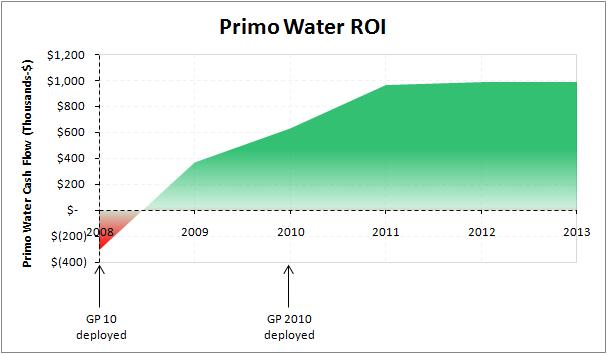 Primo Water ROI
Primo Water Cash Flow (Thousands-$)
$1,200
$1,000
$800
$600
$400
$200
$-
$(200)
$(400)
2008 2009 2010 2011 2012 2013
GP 10
deployed
GP 2010
deployed